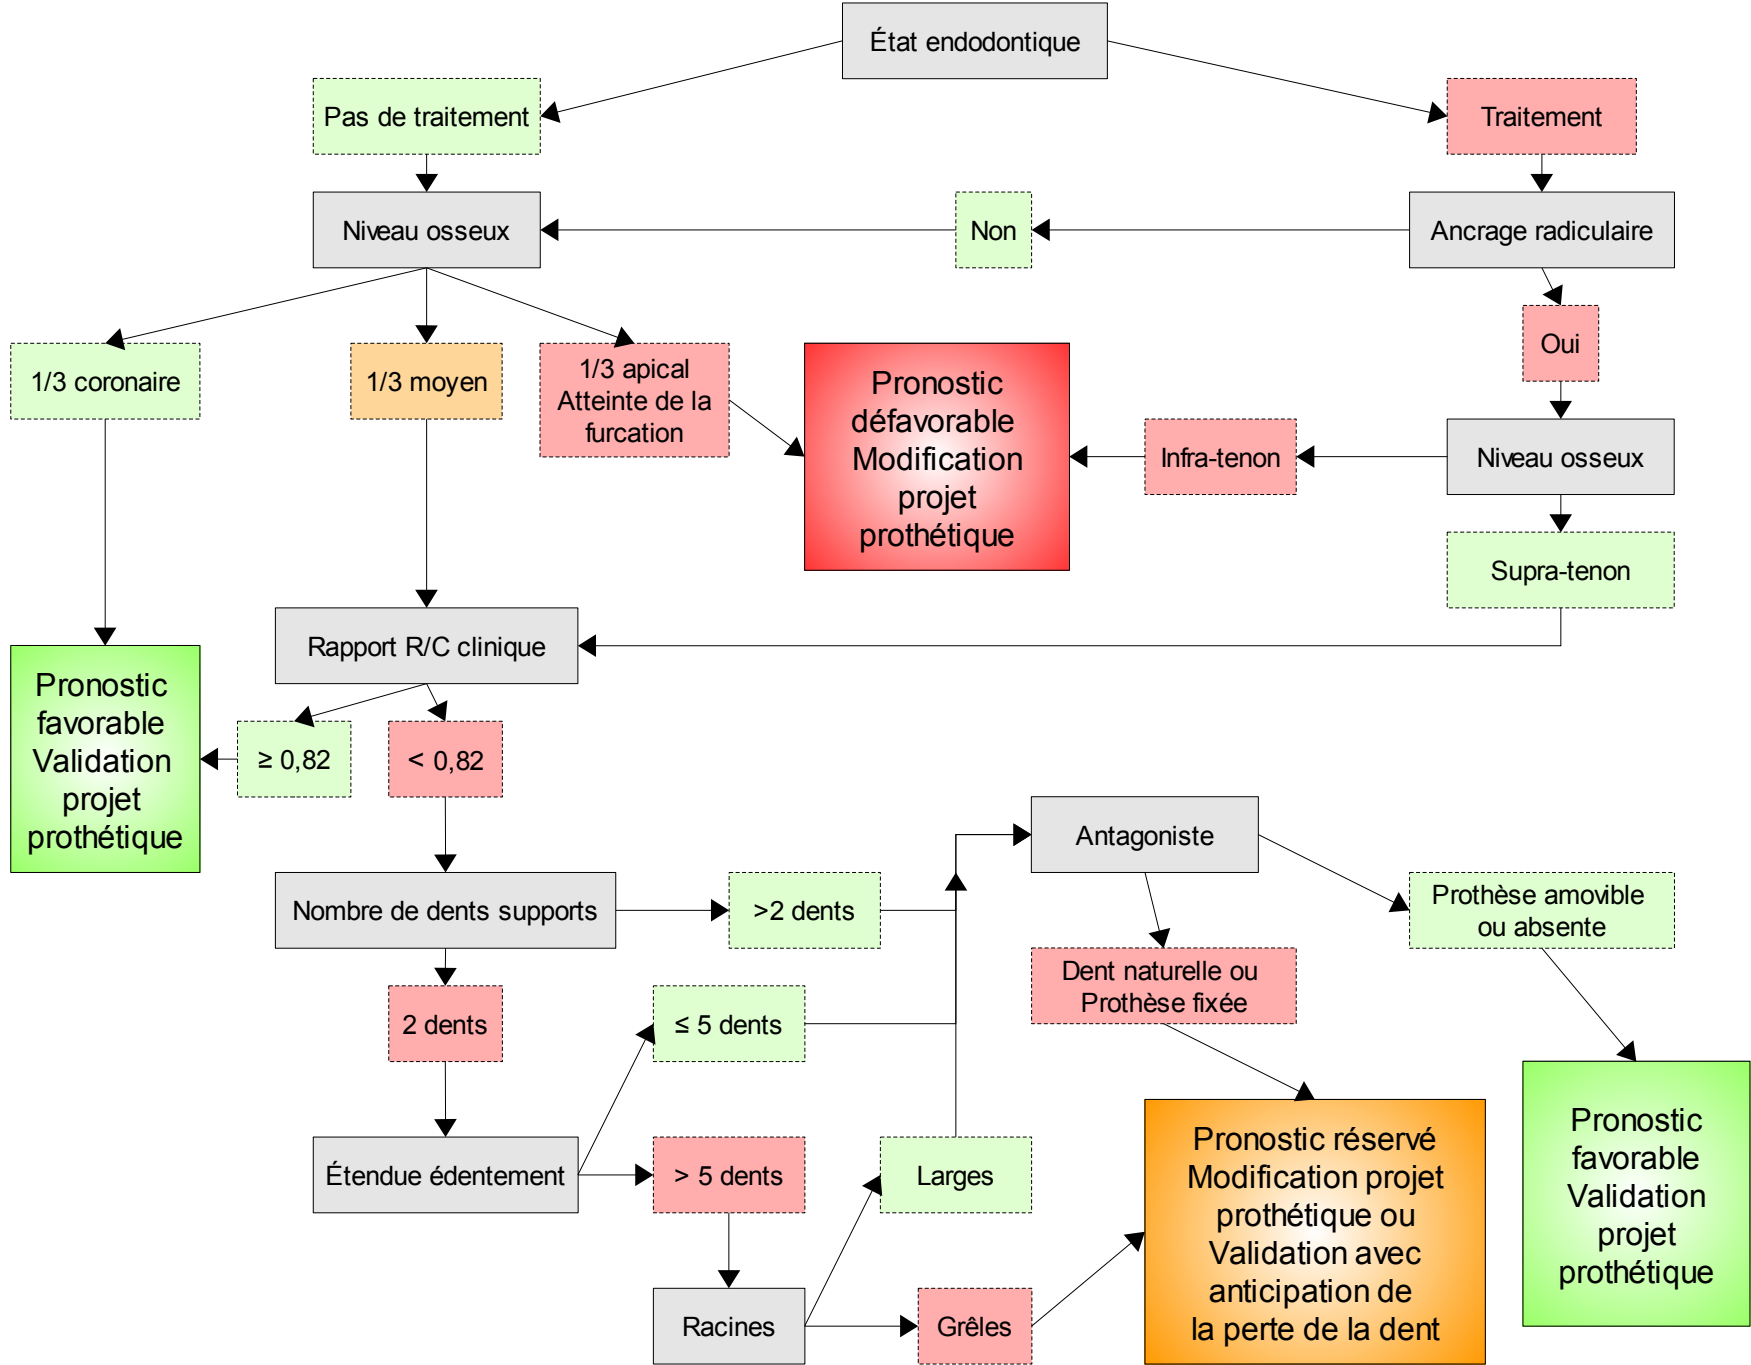 État endodontique
Pas de traitement
Traitement
Niveau osseux
Non
Ancrage radiculaire
Oui
1/3 coronaire
1/3 moyen
1/3 apical
Atteinte de la
furcation
Pronostic
défavorable
Modification
projet
prothétique
Infra-tenon
Niveau osseux
Supra-tenon
Rapport R/C clinique
Pronostic
favorable
Validation
projet
prothétique
≥ 0,82
< 0,82
Antagoniste
Nombre de dents supports
>2 dents
Prothèse amovible
ou absente
Dent naturelle ou
Prothèse fixée
2 dents
≤ 5 dents
Étendue édentement
> 5 dents
Larges
Pronostic réservé
Modification projet
prothétique ou
Validation avec
anticipation de
la perte de la dent
Pronostic
favorable
Validation
projet
prothétique
Racines
Grêles